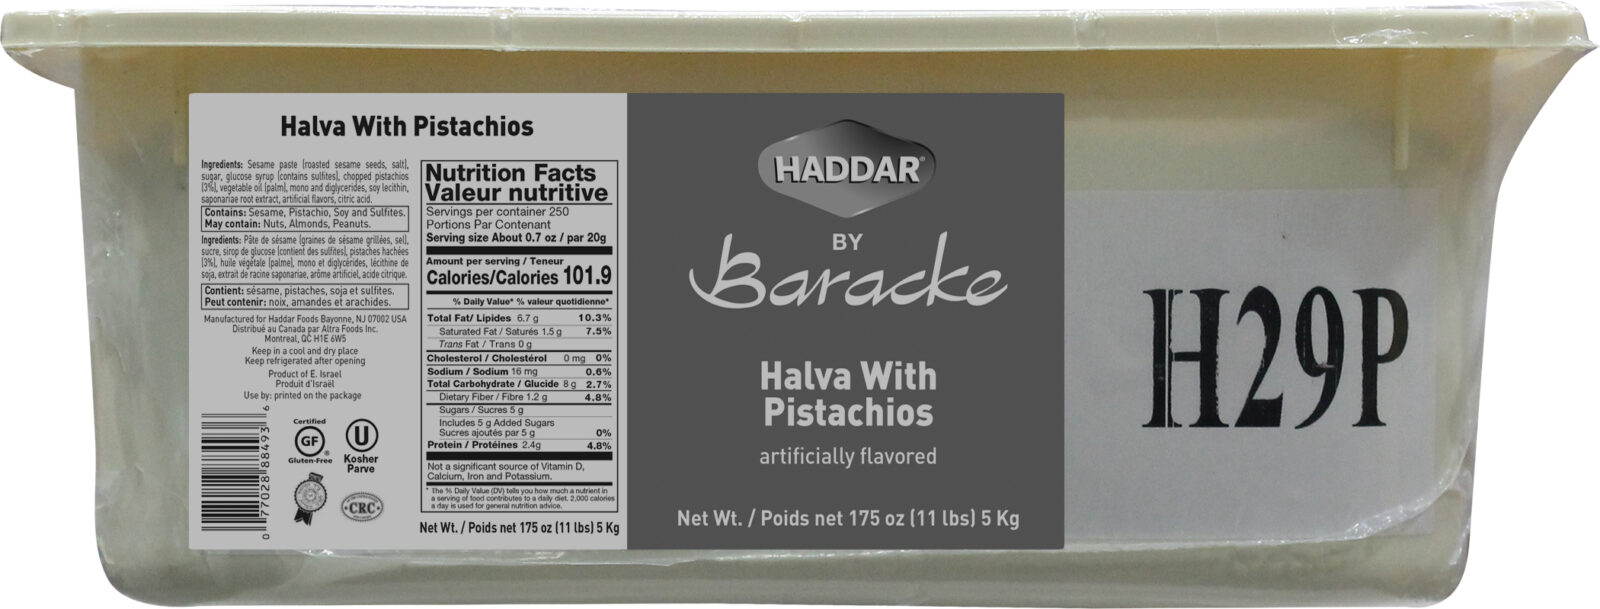 Halva With Pistachios
Ingredients: Sesame paste (roasted sesame seeds, salt),
sugar, glucose syrup (contains sulfites), chopped pistachios
(3%), vegetable oil (palm), mono and diglycerides, soy lecithin,
saponariae root extract, artificial flavors, citric acid.
Contains: Sesame, Pistachio, Soy and Sulfites.
May contain: Nuts, Almonds, Peanuts.
Ingredients: Pâte de sésame (graines de sésame grillées, sel),
sucre, sirop de glucose (contient des sulfites), pistaches hachées
(3%), huile végétale (palme), mono et diglycérides, lécithine de
soja, extrait de racine saponariae, arôme artificiel, acide citrique.
Contient: sésame, pistaches, soja et sulfites.
Peut contenir: noix, amandes et arachides.
Manufactured for Haddar Foods Bayonne, NJ 07002 USA
Distribué au Canada par Altra Foods Inc.
Montreal, QC H1E 6W5
Keep in a cool and dry place
Keep refrigerated after opening
Product of E. Israel
Produit d'Israël
Use by: printed on the package
0 77028 88493 6
Certified
GF ®
Gluten-Free
U
Kosher
Parve
CRC
Nutrition Facts
Valeur nutritive
Servings per container 250
Portions Par Contenant
Serving size About 0.7 oz / par 20g
Amount per serving / Teneur
Calories/Calories 101.9
% Daily Value* % valeur quotidienne*
Total Fat/ Lipides 6.7 g 10.3%
Saturated Fat / Saturés 1.5 g 7.5%
Trans Fat / Trans 0 g
Cholesterol / Cholestérol 0 mg 0%
Sodium / Sodium 16 mg 0.6%
Total Carbohydrate / Glucide 8 g 2.7%
Dietary Fiber / Fibre 1.2 g 4.8%
Sugars / Sucres 5 g
Includes 5 g Added Sugars
Sucres ajoutés par 5 g 0%
Protein / Protéines 2.4g 4.8%
Not a significant source of Vitamin D,
Calcium, Iron and Potassium.
* The % Daily Value (DV) tells you how much a nutrient in
a serving of food contributes to a daily diet. 2,000 calories
a day is used for general nutrition advice.
Net Wt. / Poids net 175 oz (11 lbs) 5 Kg
HADDAR®
BY
Baracke
Halva With
Pistachios
artificially flavored
Net Wt. / Poids net 175 oz (11 lbs) 5 Kg
H29P